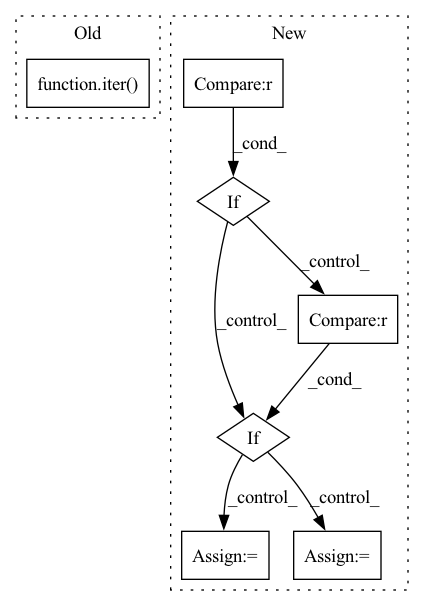 Old
New
function.iter()
Compare:r
_cond_
If
_control_
_control_
Compare:r
_cond_
If
_control_
_control_
Assign:=
Assign:=